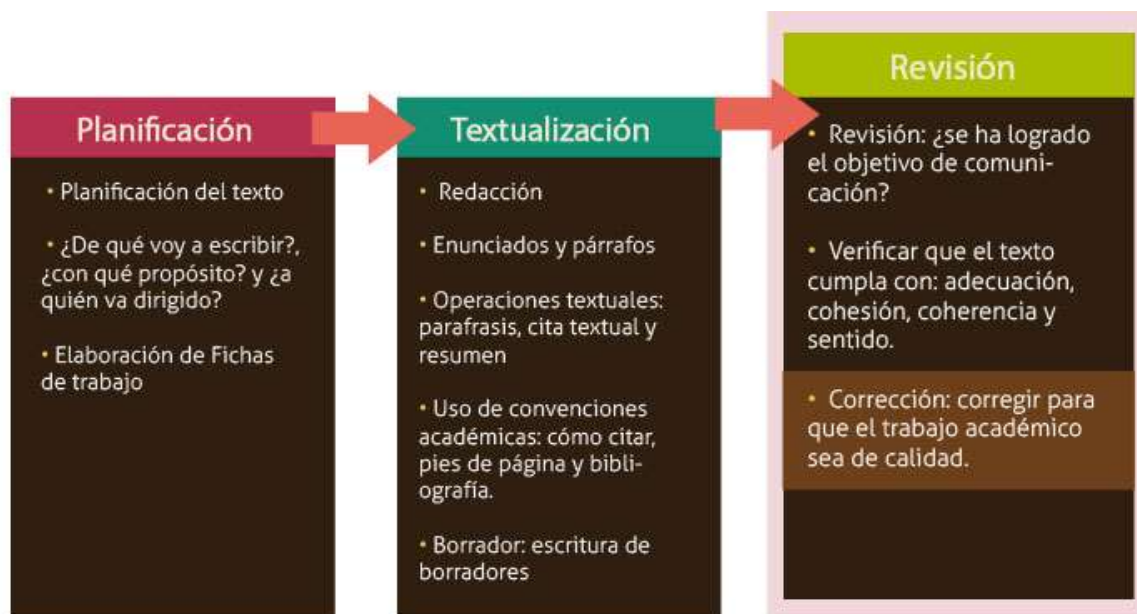 Planificación
• Planificación del texto
• ¿De qué voy a escribir?,
¿con qué propósito? y ¿a
quién va dirigido?
• Elaboración de Fichas
de trabajo
Textualización
• Redacción
• Enunciados y párrafos
• Operaciones textuales:
parafrasis, cita textual y
resumen
• Uso de convenciones
académicas: cómo citar,
pies de página y bibli-
ografía.
• Borrador: escritura de
borradores
Revisión
• Revisión: ¿se ha logrado
el objetivo de comuni-
cación?
• Verificar que el texto
cumpla con: adecuación,
cohesión, coherencia y
sentido.
• Corrección: corregir para
que el trabajo académico
sea de calidad.